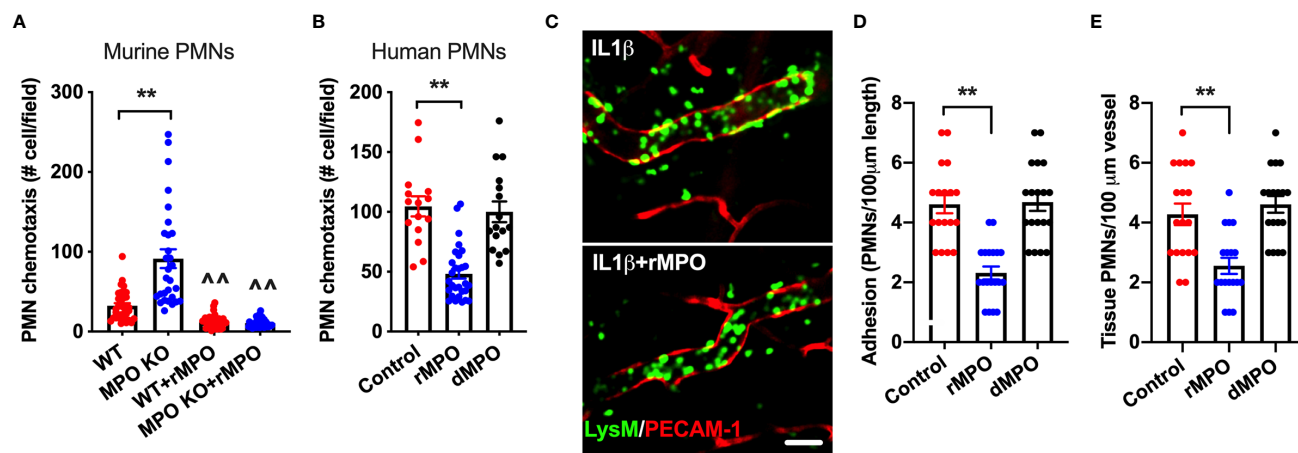 A
Murine PMNs
PMN chemotaxis (# cell/field)
300
200
100
0
**
^^
^^
WT
MPO KO
WT+rMPO
MPO KO+rMPO
B
Human PMNs
PMN chemotaxis (# cell/field)
200
150
100
50
0
**
Control
rMPO
dMPO
C
IL1β
IL1β+rMPO
LysM/PECAM-1
D
Adhesion (PMNs/100μm length)
8
6
4
2
0
**
Control
rMPO
dMPO
E
Tissue PMNs/100 μm vessel
8
6
4
2
0
**
Control
rMPO
dMPO